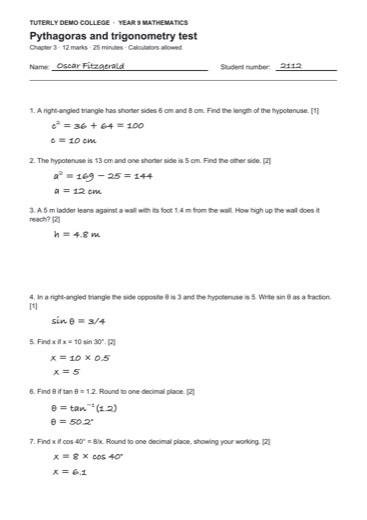 TUTERLY DEMO COLLEGE · YEAR 9 MATHEMATICS
Pythagoras and trigonometry test
Chapter 3 · 12 marks · 25 minutes · Calculators allowed
Name: Oscar Fitzgerald Student number: 2112
1. A right-angled triangle has shorter sides 6 cm and 8 cm. Find the length of the hypotenuse. [1]
c² = 36 + 64 = 100
c = 10 cm
2. The hypotenuse is 13 cm and one shorter side is 5 cm. Find the other side. [2]
a² = 169 − 25 = 144
a = 12 cm
3. A 5 m ladder leans against a wall with its foot 1.4 m from the wall. How high up the wall does it
reach? [2]
h = 4.8 m
4. In a right-angled triangle the side opposite θ is 3 and the hypotenuse is 5. Write sin θ as a fraction.
[1]
sin θ = 3/4
5. Find x if x = 10 sin 30°. [2]
x = 10 × 0.5
x = 5
6. Find θ if tan θ = 1.2. Round to one decimal place. [2]
θ = tan⁻¹(1.2)
θ = 50.2°
7. Find x if cos 40° = 8/x. Round to one decimal place, showing your working. [2]
x = 8 × cos 40°
x = 6.1